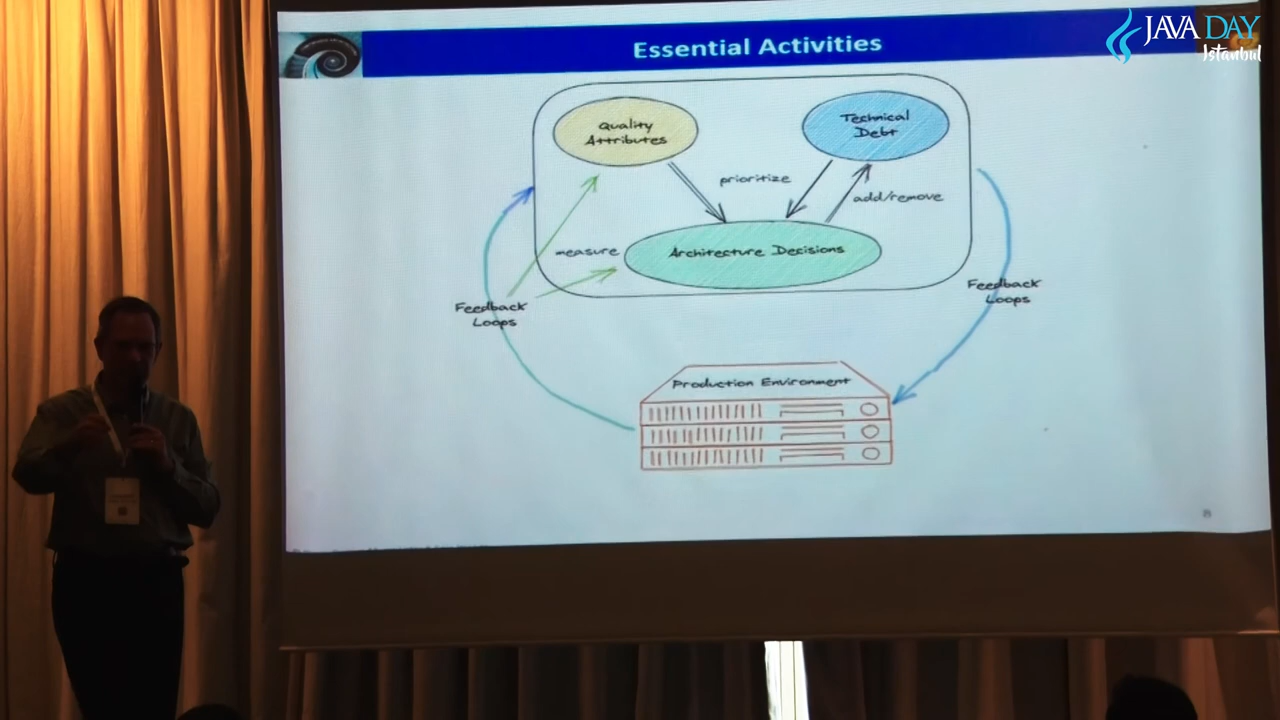 JAVA DAY
Istanbul
Essential Activities
Quality
Attributes
Technical
Debt
prioritize
add/remove
measure
Architecture Decisions
Feedback
Loops
Feedback
Loops
Production Environment